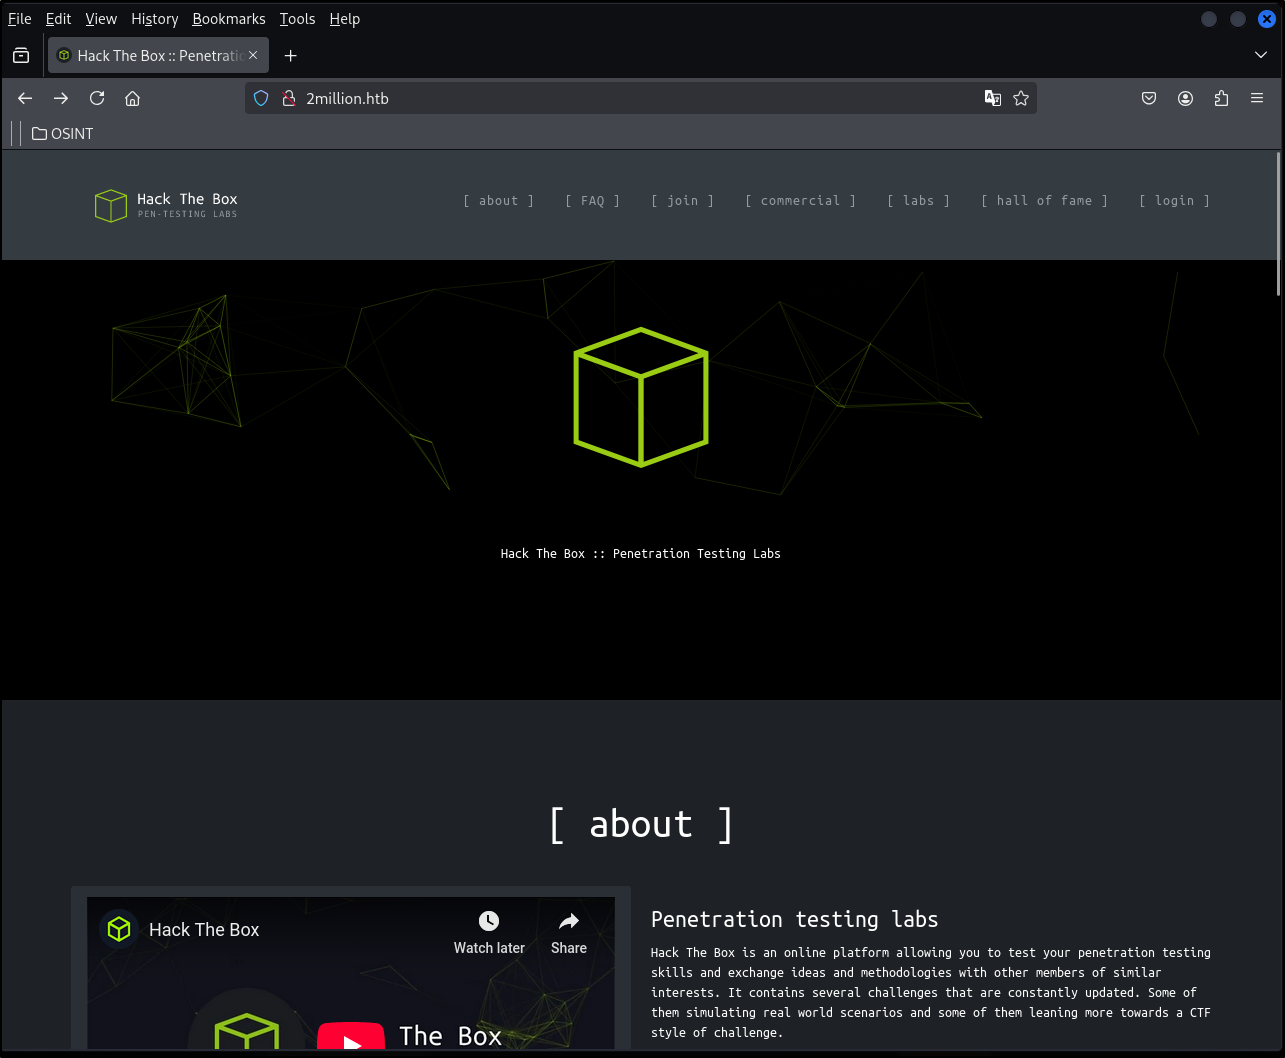 File Edit View History Bookmarks Tools Help
Hack The Box :: Penetratio
2million.htb
OSINT
Hack The Box
PEN-TESTING LABS
[ about ] [ FAQ ] [ join ] [ commercial ] [ labs ] [ hall of fame ] [ login ]
Hack The Box :: Penetration Testing Labs
[ about ]
Hack The Box
Watch later Share
The Box
Penetration testing labs
Hack The Box is an online platform allowing you to test your penetration testing
skills and exchange ideas and methodologies with other members of similar
interests. It contains several challenges that are constantly updated. Some of
them simulating real world scenarios and some of them leaning more towards a CTF
style of challenge.